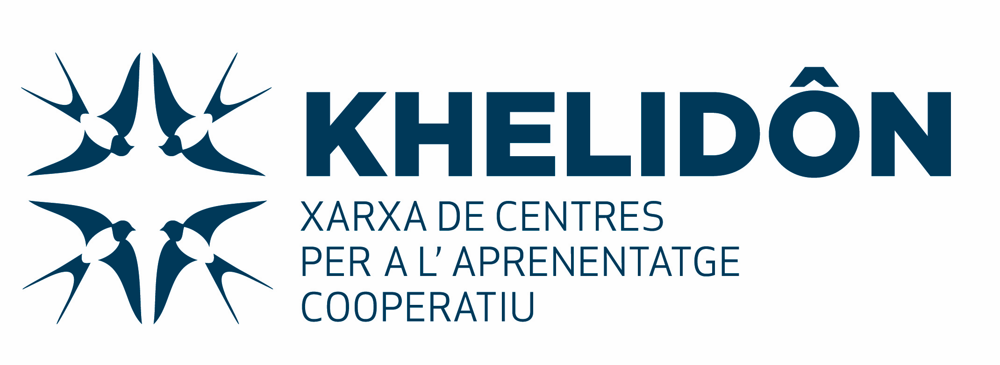 KHELIDÔN
XARXA DE CENTRES
PER A L’ APRENENTATGE
COOPERATIU